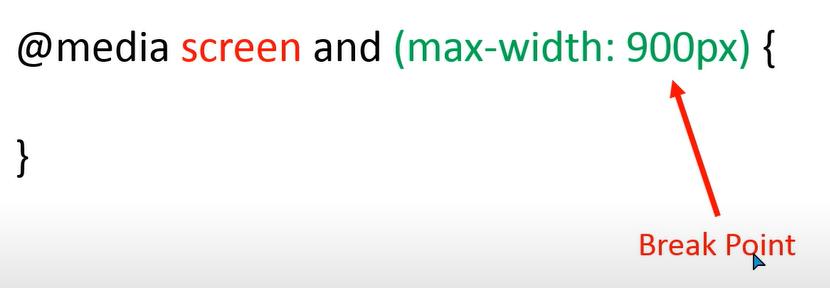 @media screen and (max-width: 900px) {
}
Break Point